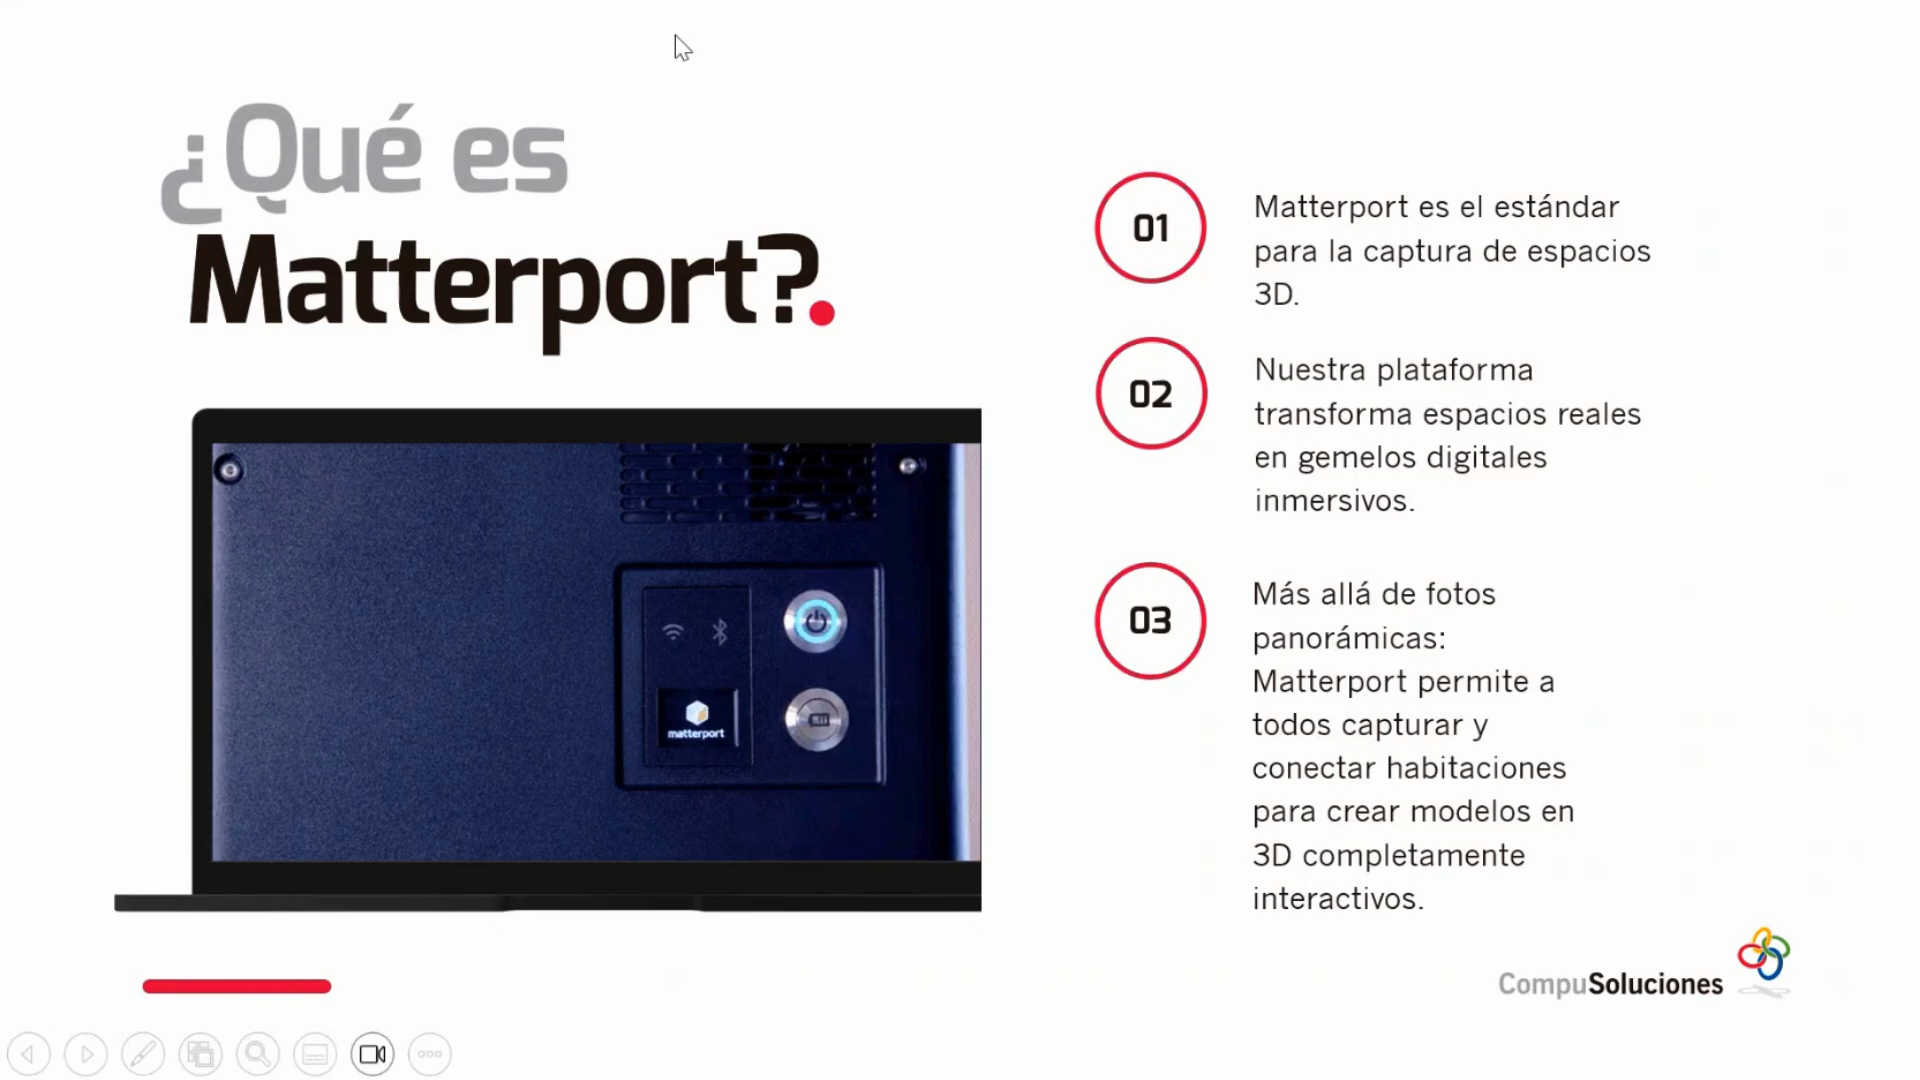 ¿Qué es
Matterport?.
01
Matterport es el estándar
para la captura de espacios
3D.
02
Nuestra plataforma
transforma espacios reales
en gemelos digitales
inmersivos.
03
Más allá de fotos
panorámicas:
Matterport permite a
todos capturar y
conectar habitaciones
para crear modelos en
3D completamente
interactivos.
matterport
CompuSoluciones